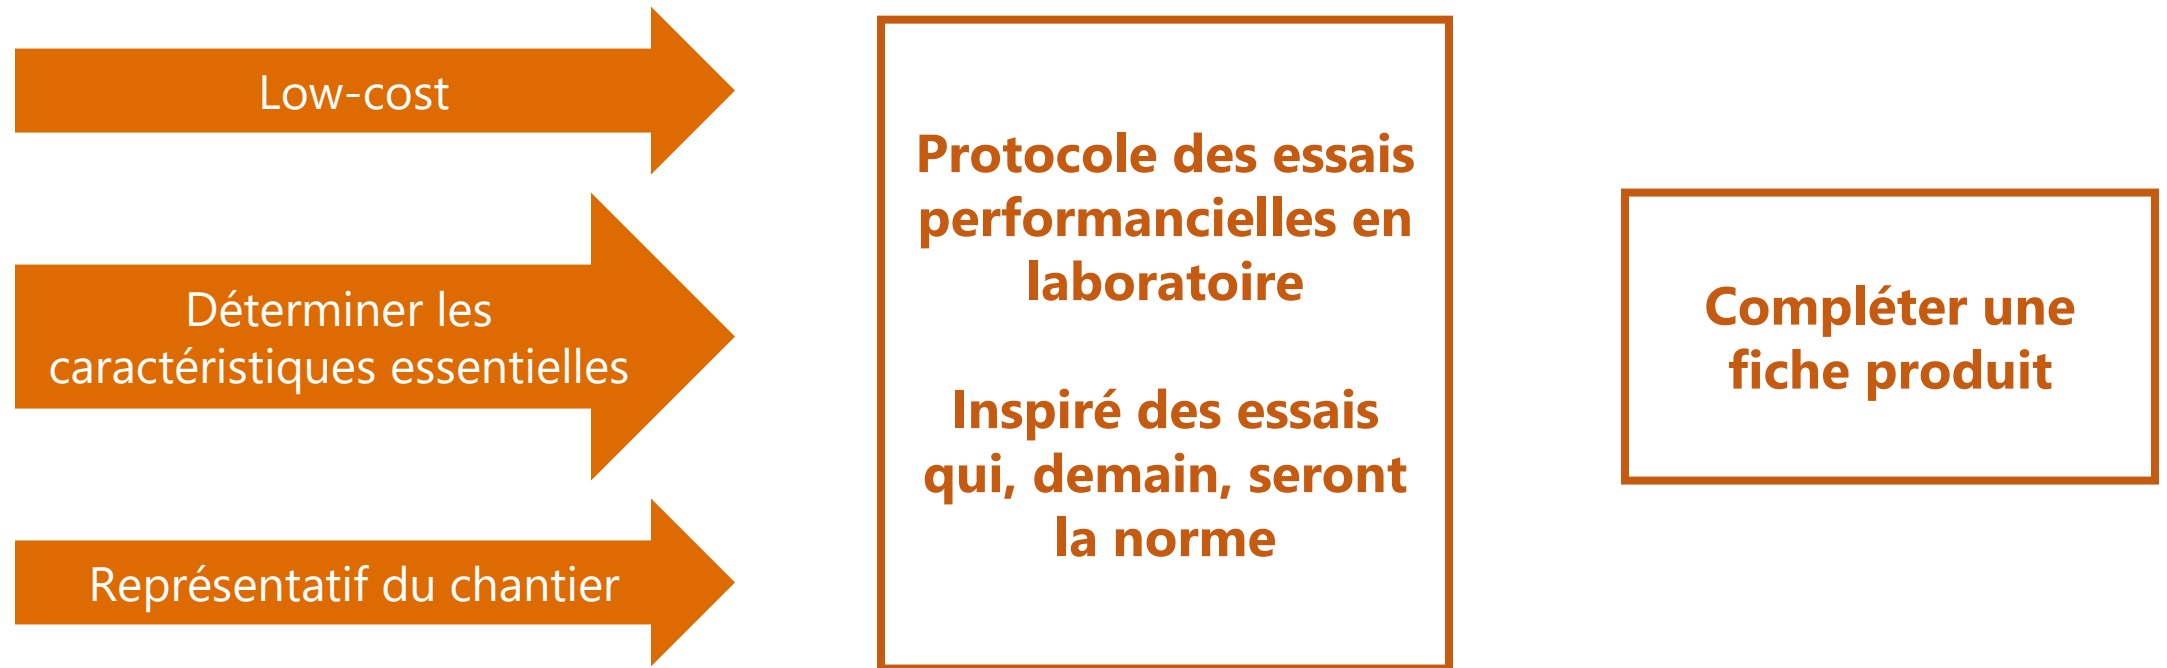 Low-cost
Déterminer les
caractéristiques essentielles
Représentatif du chantier
Protocole des essais
performancielles en
laboratoire
Inspiré des essais
qui, demain, seront
la norme
Compléter une
fiche produit